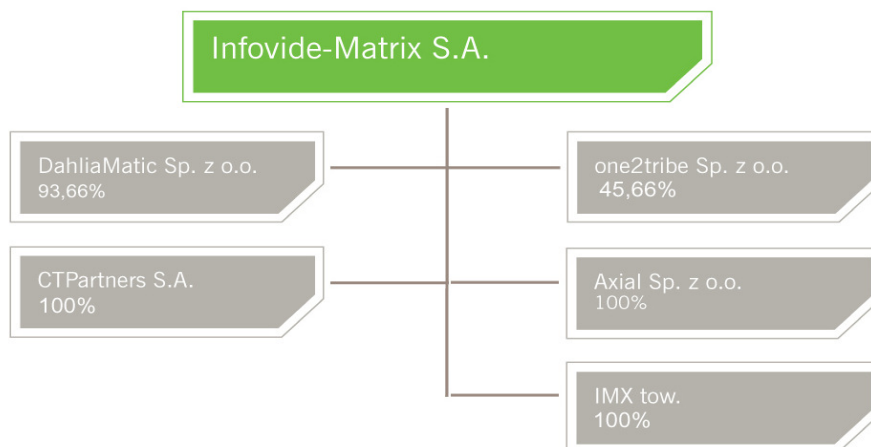 Infovide-Matrix S.A.
DahliaMatic Sp. z o.o.
93,66%
one2tribe Sp. z o.o.
45,66%
CTPartners S.A.
100%
Axial Sp. z o.o.
100%
IMX tow.
100%